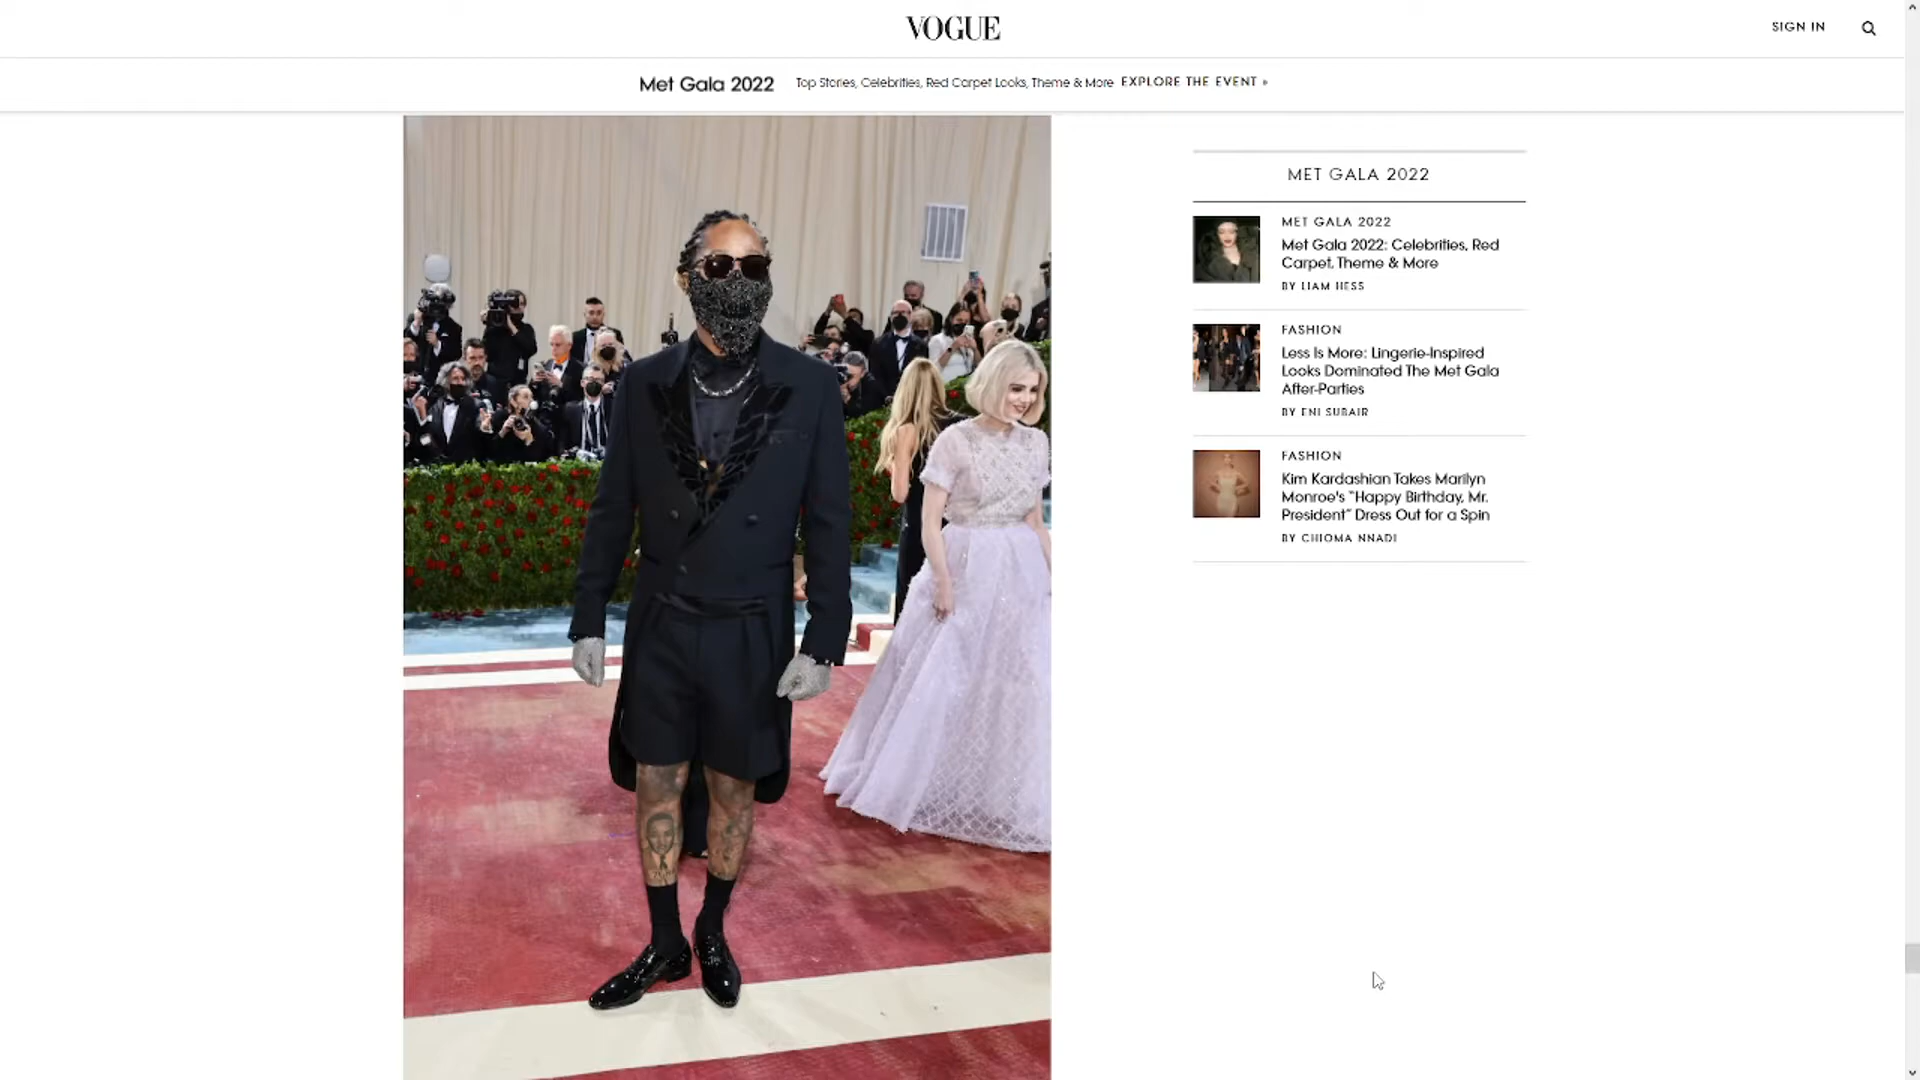 VOGUE
SIGN IN
Met Gala 2022
Top Stories, Celebrities, Red Carpet Looks, Theme & More
EXPLORE THE EVENT »
MET GALA 2022
MET GALA 2022
Met Gala 2022: Celebrities, Red
Carpet, Theme & More
BY LIAM HESS
FASHION
Less Is More: Lingerie-Inspired
Looks Dominated The Met Gala
After-Parties
BY ENI SUBAIR
FASHION
Kim Kardashian Takes Marilyn
Monroe's “Happy Birthday, Mr.
President” Dress Out for a Spin
BY CHIOMA NNADI